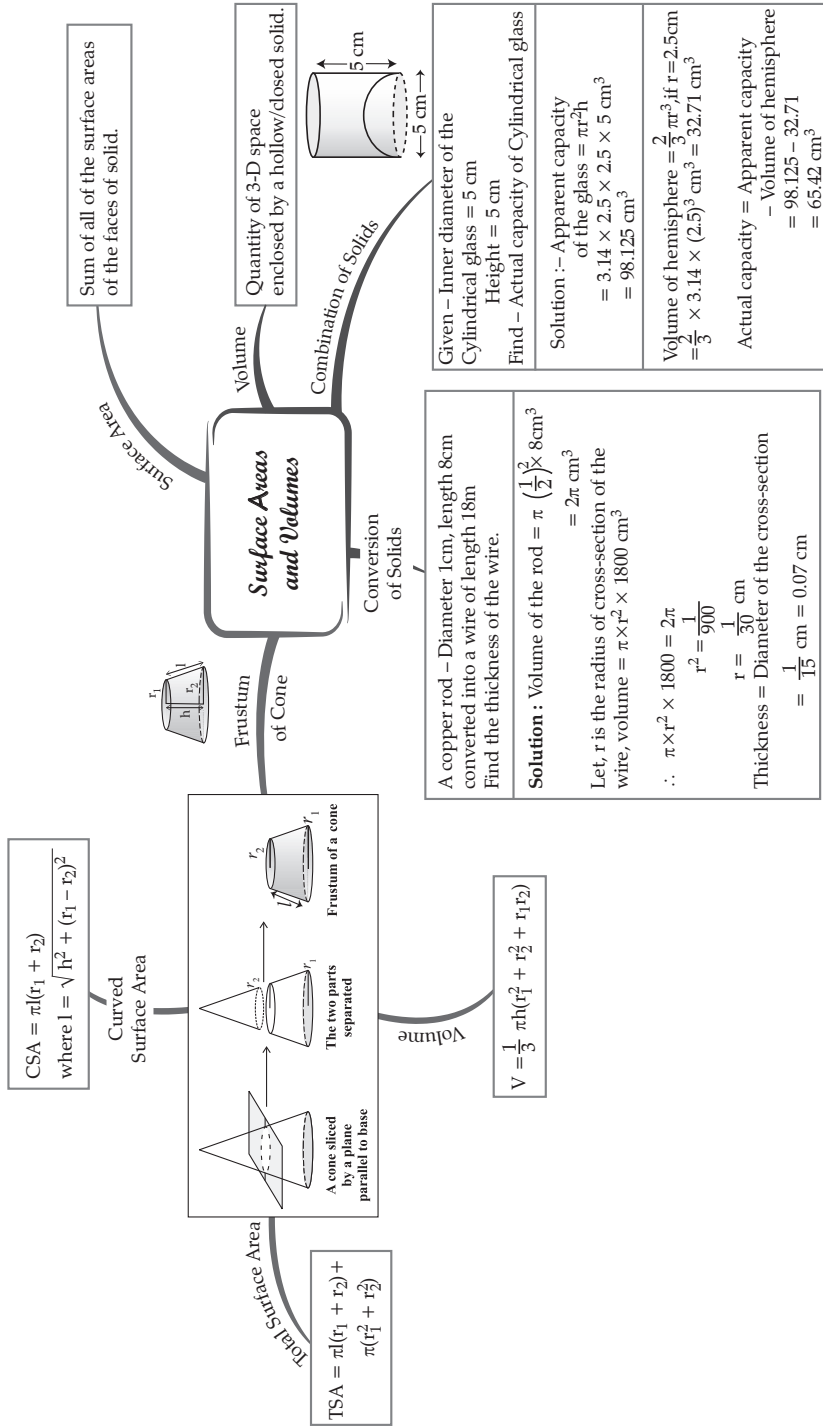 Surface Areas
and Volumes
Surface Area
Sum of all of the surface areas
of the faces of solid.
Volume
Quantity of 3-D space
enclosed by a hollow/closed solid.
Combination of Solids
5 cm
5 cm
Given – Inner diameter of the
Cylindrical glass = 5 cm
Height = 5 cm
Find – Actual capacity of Cylindrical glass
Solution :– Apparent capacity
of the glass = πr²h
= 3.14 × 2.5 × 2.5 × 5 cm³
= 98.125 cm³
Volume of hemisphere = 2/3 πr³, if r=2.5cm
= 2/3 × 3.14 × (2.5)³ cm³ = 32.71 cm³
Actual capacity = Apparent capacity
– Volume of hemisphere
= 98.125 – 32.71
= 65.42 cm³
Conversion
of Solids
A copper rod – Diameter 1cm, length 8cm
converted into a wire of length 18m
Find the thickness of the wire.
Solution : Volume of the rod = π (1/2)² × 8cm³
= 2π cm³
Let, r is the radius of cross-section of the
wire, volume = π×r² × 1800 cm³
∴ π×r² × 1800 = 2π
r² = 1/900
r = 1/30 cm
Thickness = Diameter of the cross-section
= 1/15 cm = 0.07 cm
Frustum
of Cone
r₁
h
l
r₂
A cone sliced
by a plane
parallel to base
r₂
r₁
The two parts
separated
r₂
l
r₁
Frustum of a cone
Curved
Surface Area
CSA = πl(r₁ + r₂)
where l = √h² + (r₁ – r₂)²
Volume
V = 1/3 πh(r₁² + r₂² + r₁r₂)
Total Surface Area
TSA = πl(r₁ + r₂) +
π(r₁² + r₂²)